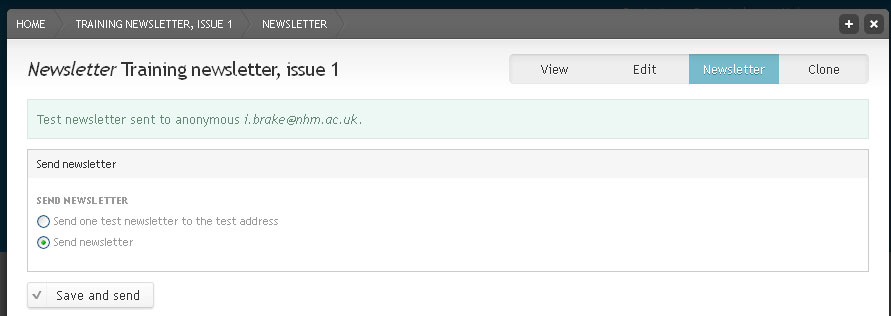 HOME TRAINING NEWSLETTER, ISSUE 1 NEWSLETTER
Newsletter Training newsletter, issue 1
View Edit Newsletter Clone
Test newsletter sent to anonymous i.brake@nhm.ac.uk.
Send newsletter
SEND NEWSLETTER
Send one test newsletter to the test address
Send newsletter
Save and send